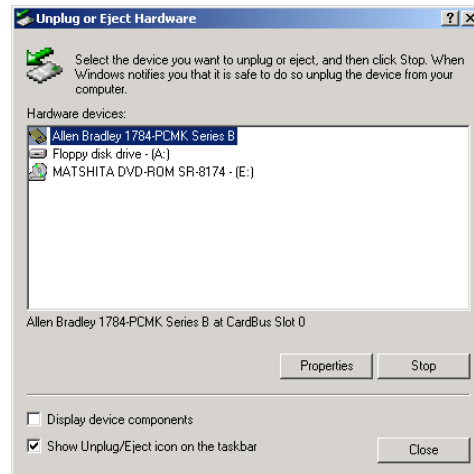 Unplug or Eject Hardware
Select the device you want to unplug or eject, and then click Stop. When
Windows notifies you that it is safe to do so unplug the device from your
computer.
Hardware devices:
Allen Bradley 1784-PCMK Series B
Floppy disk drive - (A:)
MATSHITA DVD-ROM SR-8174 - (E:)
Allen Bradley 1784-PCMK Series B at CardBus Slot 0
Properties Stop
Display device components
Show Unplug/Eject icon on the taskbar
Close